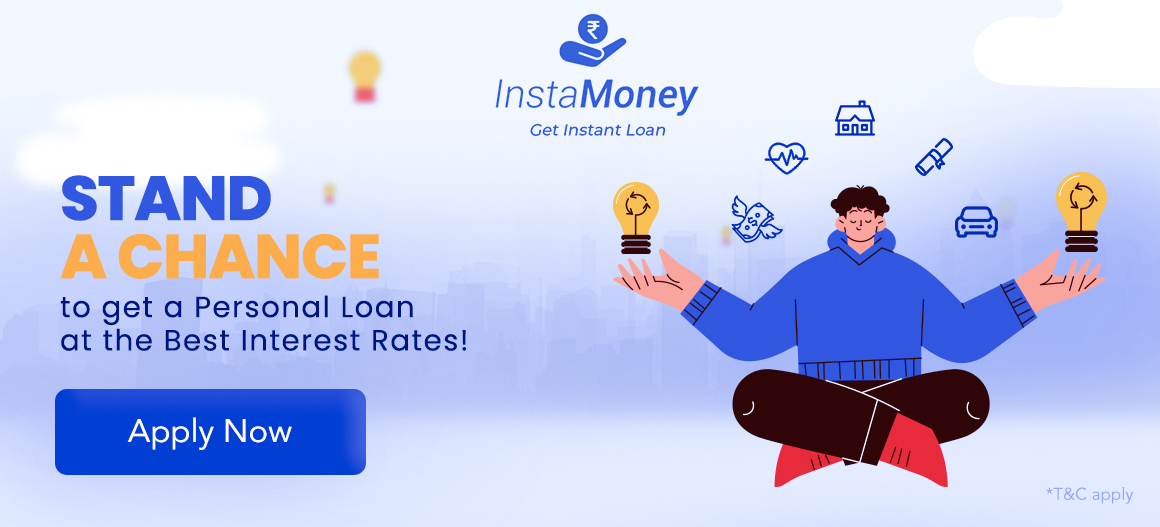 ₹
InstaMoney
Get Instant Loan
STAND
A CHANCE
to get a Personal Loan
at the Best Interest Rates!
Apply Now
$
*T&C apply